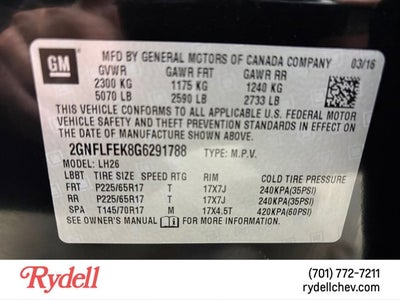 GM
MFD BY GENERAL MOTORS OF CANADA COMPANY
GVWR GAWR FRT GAWR RR 03/16
2300 KG 1175 KG 1240 KG
5070 LB 2590 LB 2733 LB
THIS VEHICLE CONFORMS TO ALL APPLICABLE U.S. FEDERAL MOTOR
VEHICLE SAFETY AND THEFT PREVENTION STANDARDS IN EFFECT ON
THE DATE OF MANUFACTURE SHOWN ABOVE.
2GNFLFEK8G6291788 TYPE: M.P.V.
MODEL: LH26
LBBT TIRE SIZE SPEED RTG RIM COLD TIRE PRESSURE
FRT P225/65R17 T 17X7J 240KPA(35PSI)
RR P225/65R17 T 17X7J 240KPA(35PSI)
SPA T145/70R17 M 17X4.5T 420KPA(60PSI)
SEE OWNER'S MANUAL FOR MORE INFORMATION.
Rydell
(701) 772-7211
rydellchev.com